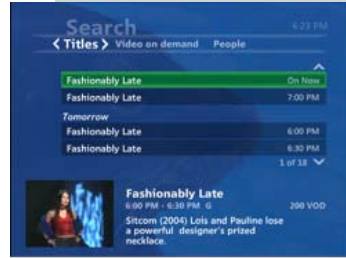 Search 6:23 PM
< Titles > Video on demand People
Fashionably Late On Now
Fashionably Late 7:00 PM
Tomorrow
Fashionably Late 6:00 PM
Fashionably Late 6:30 PM
1 of 18
Fashionably Late
6:00 PM - 6:30 PM G 200 VOD
Sitcom (2004) Lois and Pauline lose
a powerful designer's prized
necklace.